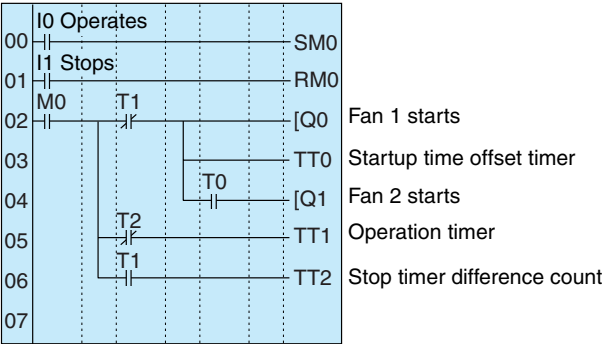 I0 Operates
00 SM0
I1 Stops
01 RM0
M0 T1
02 [Q0 Fan 1 starts
03 TT0 Startup time offset timer
T0
04 [Q1 Fan 2 starts
T2
05 TT1 Operation timer
T1
06 TT2 Stop timer difference count
07